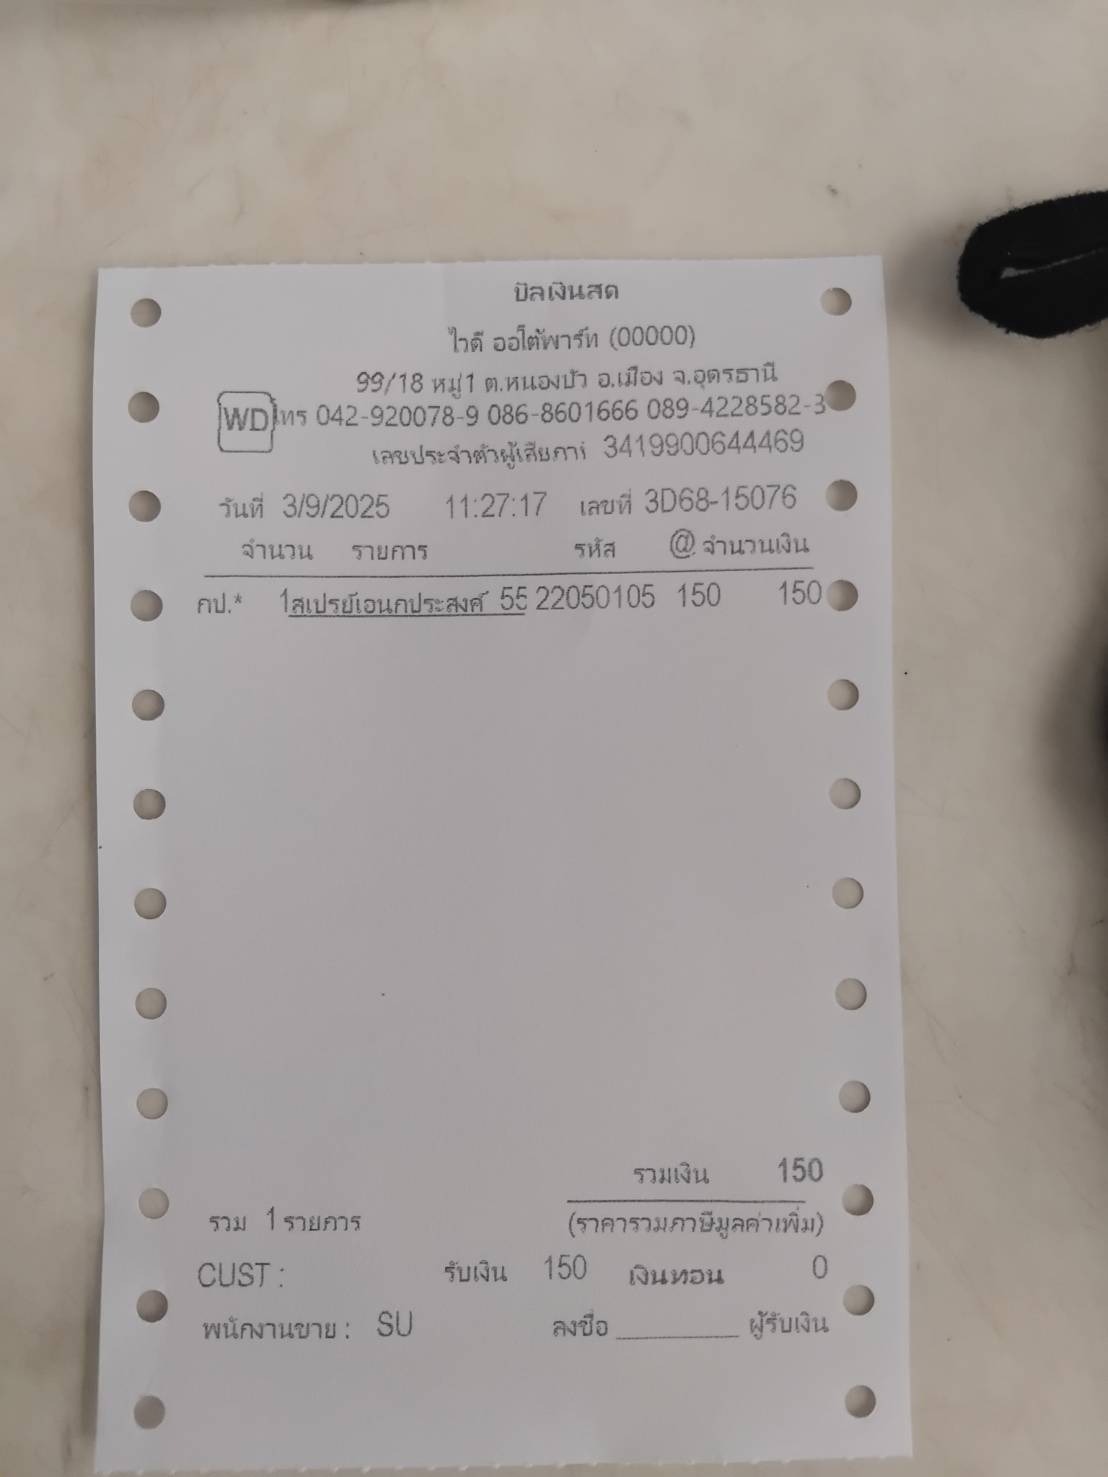 บิลเงินสด
ไวดี ออโต้พาร์ท (00000)
99/18 หมู่1 ต.หนองบัว อ.เมือง จ.อุดรธานี
WD โทร 042-920078-9 086-8601666 089-4228582-3
เลขประจำตัวผู้เสียภาษี 3419900644469
วันที่ 3/9/2025 11:27:17 เลขที่ 3D68-15076
จำนวน รายการ รหัส @ จำนวนเงิน
กป.* 1 สเปรย์เอนกประสงค์ 55 22050105 150 150
รวมเงิน 150
รวม 1 รายการ (ราคารวมภาษีมูลค่าเพิ่ม)
CUST : รับเงิน 150 เงินทอน 0
พนักงานขาย : SU ลงชื่อ ________ ผู้รับเงิน